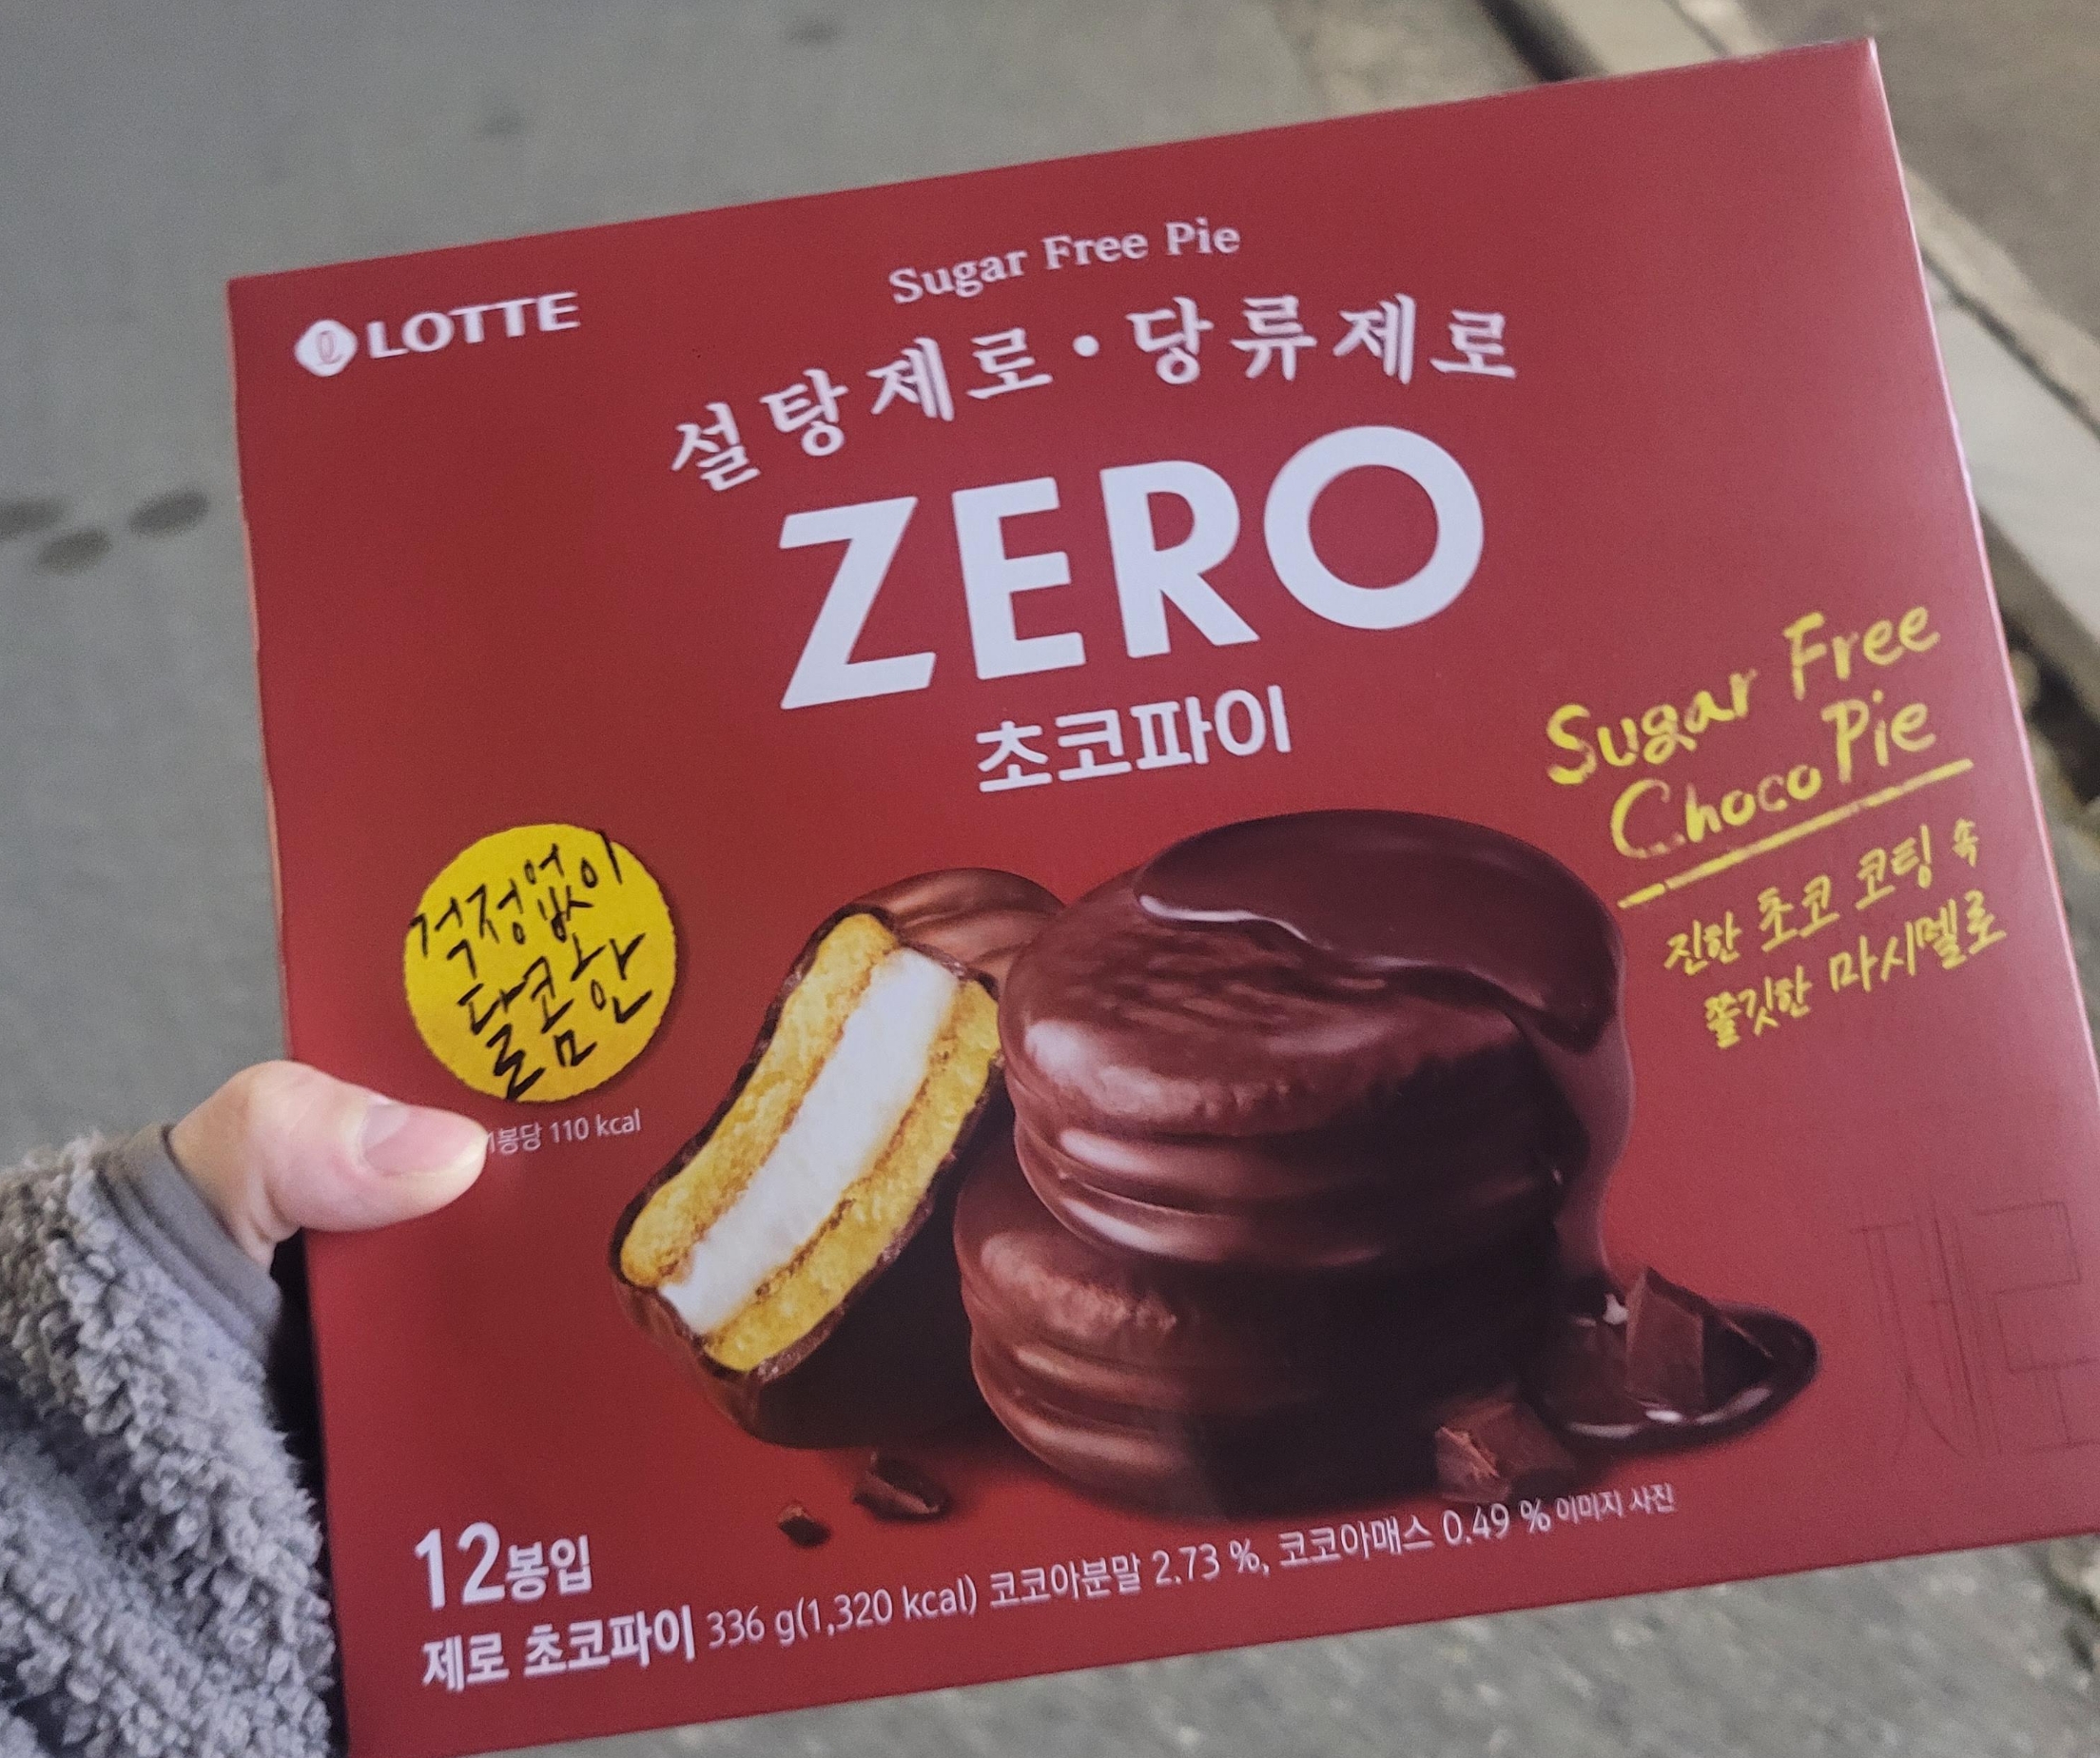 LOTTE
Sugar Free Pie
설탕제로·당류제로
ZERO
초코파이
Sugar Free
Choco Pie
진한 초코 코팅 속
쫄깃한 마시멜로
걱정없이
달콤한
1봉당 110 kcal
제로
12봉입
제로 초코파이 336 g(1,320 kcal) 코코아분말 2.73 %, 코코아매스 0.49 % 이미지 사진